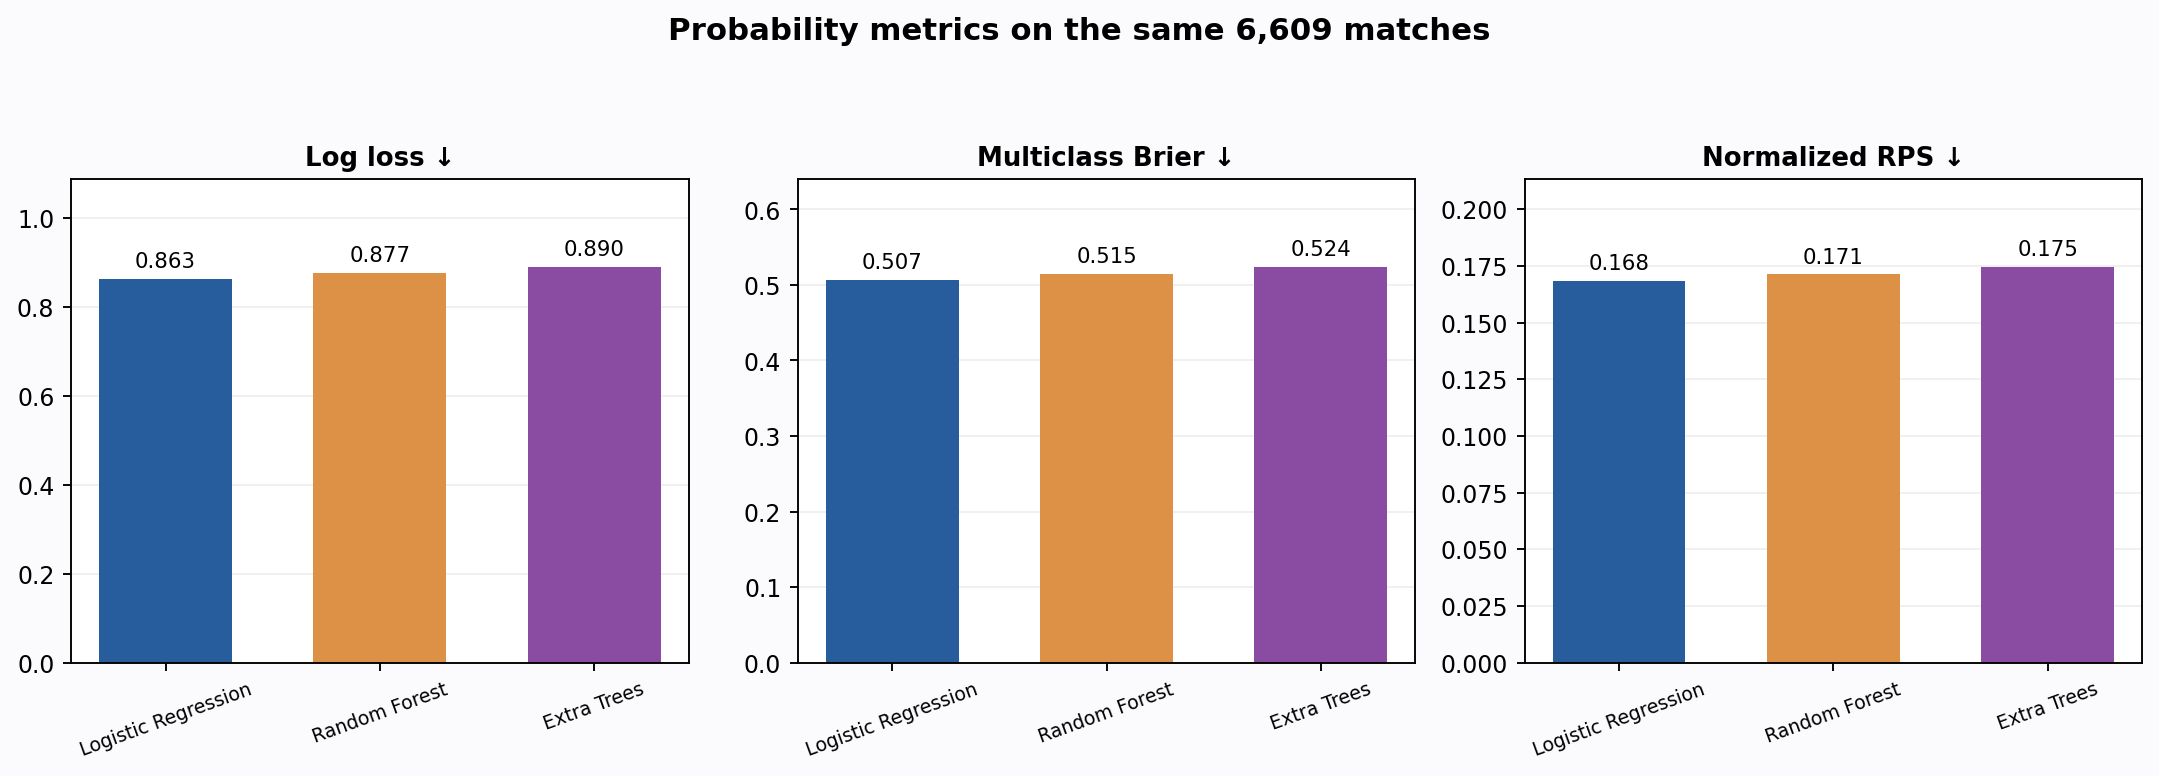 Probability metrics on the same 6,609 matches
Log loss ↓
1.0
0.8
0.6
0.4
0.2
0.0
0.863
0.877
0.890
Logistic Regression
Random Forest
Extra Trees
Multiclass Brier ↓
0.6
0.5
0.4
0.3
0.2
0.1
0.0
0.507
0.515
0.524
Logistic Regression
Random Forest
Extra Trees
Normalized RPS ↓
0.200
0.175
0.150
0.125
0.100
0.075
0.050
0.025
0.000
0.168
0.171
0.175
Logistic Regression
Random Forest
Extra Trees